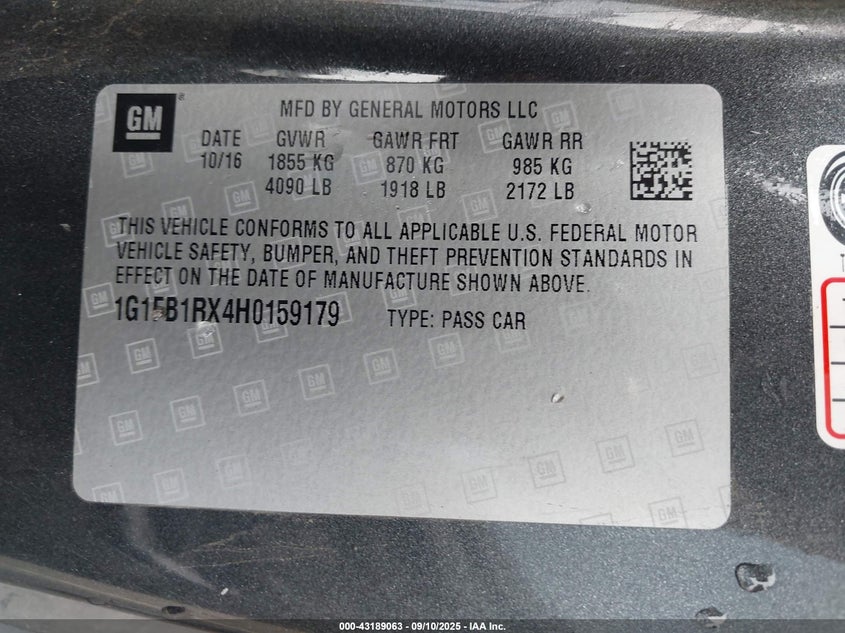 GM
MFD BY GENERAL MOTORS LLC
DATE GVWR GAWR FRT GAWR RR
10/16 1855 KG 870 KG 985 KG
4090 LB 1918 LB 2172 LB
THIS VEHICLE CONFORMS TO ALL APPLICABLE U.S. FEDERAL MOTOR
VEHICLE SAFETY, BUMPER, AND THEFT PREVENTION STANDARDS IN
EFFECT ON THE DATE OF MANUFACTURE SHOWN ABOVE.
1G1FB1RX4H0159179 TYPE: PASS CAR
000-43189063 - 09/10/2025 - IAA Inc.